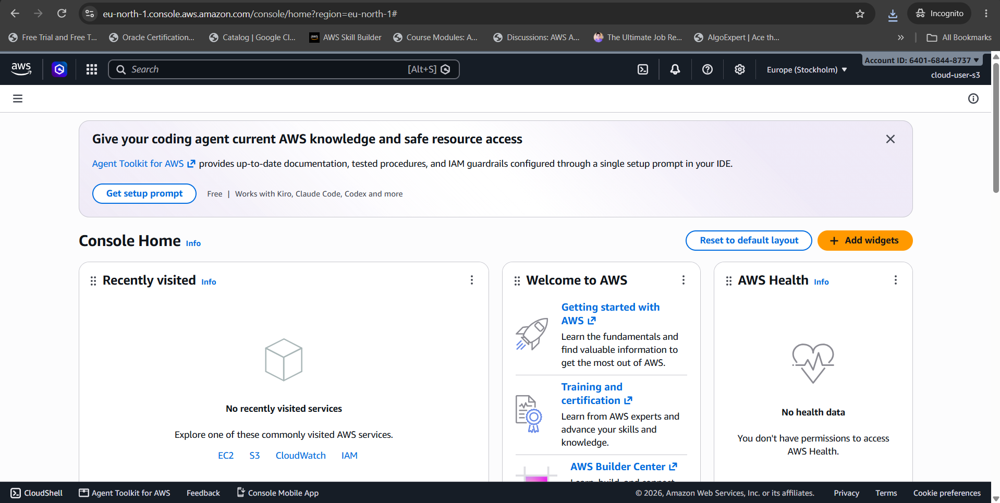 eu-north-1.console.aws.amazon.com/console/home?region=eu-north-1#
Incognito
Free Trial and Free T...
Oracle Certification...
Catalog | Google Cl...
aws
AWS Skill Builder
Course Modules: A...
Discussions: AWS A...
The Ultimate Job Re...
AlgoExpert | Ace th...
»
All Bookmarks
aws
Search
[Alt+S]
Europe (Stockholm)
Account ID: 6401-6844-8737
cloud-user-s3
Give your coding agent current AWS knowledge and safe resource access
Agent Toolkit for AWS provides up-to-date documentation, tested procedures, and IAM guardrails configured through a single setup prompt in your IDE.
Get setup prompt
Free | Works with Kiro, Claude Code, Codex and more
Console Home Info
Reset to default layout
Add widgets
Recently visited Info
No recently visited services
Explore one of these commonly visited AWS services.
EC2 S3 CloudWatch IAM
Welcome to AWS
Getting started with
AWS
Learn the fundamentals and
find valuable information to
get the most out of AWS.
Training and
certification
Learn from AWS experts and
advance your skills and
knowledge.
AWS Builder Center
Learn, build, and connect
AWS Health Info
No health data
You don't have permissions to access
AWS Health.
CloudShell
Agent Toolkit for AWS
Feedback
Console Mobile App
© 2026, Amazon Web Services, Inc. or its affiliates.
Privacy
Terms
Cookie preferences